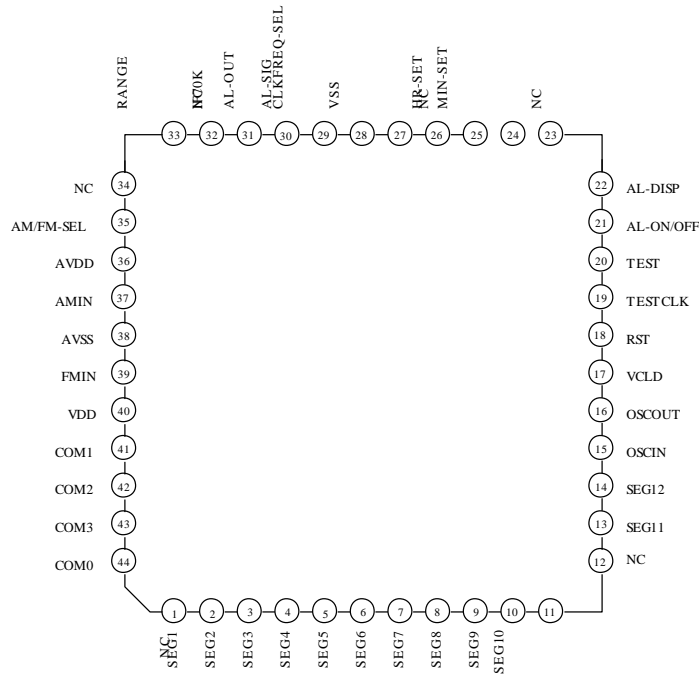 RANGE
NC
AL-OUT
AL-SIG
CLKFREQ-SEL
VSS
HR-SET
NC
MIN-SET
NC
33 32 31 30 29 28 27 26 25 24 23
NC 34
AM/FM-SEL 35
AVDD 36
AMIN 37
AVSS 38
FMIN 39
VDD 40
COM1 41
COM2 42
COM3 43
COM0 44
22 AL-DISP
21 AL-ON/OFF
20 TEST
19 TESTCLK
18 RST
17 VCLD
16 OSCOUT
15 OSCIN
14 SEG12
13 SEG11
12 NC
1 2 3 4 5 6 7 8 9 10 11
NC
SEG1
SEG2
SEG3
SEG4
SEG5
SEG6
SEG7
SEG8
SEG9
SEG10